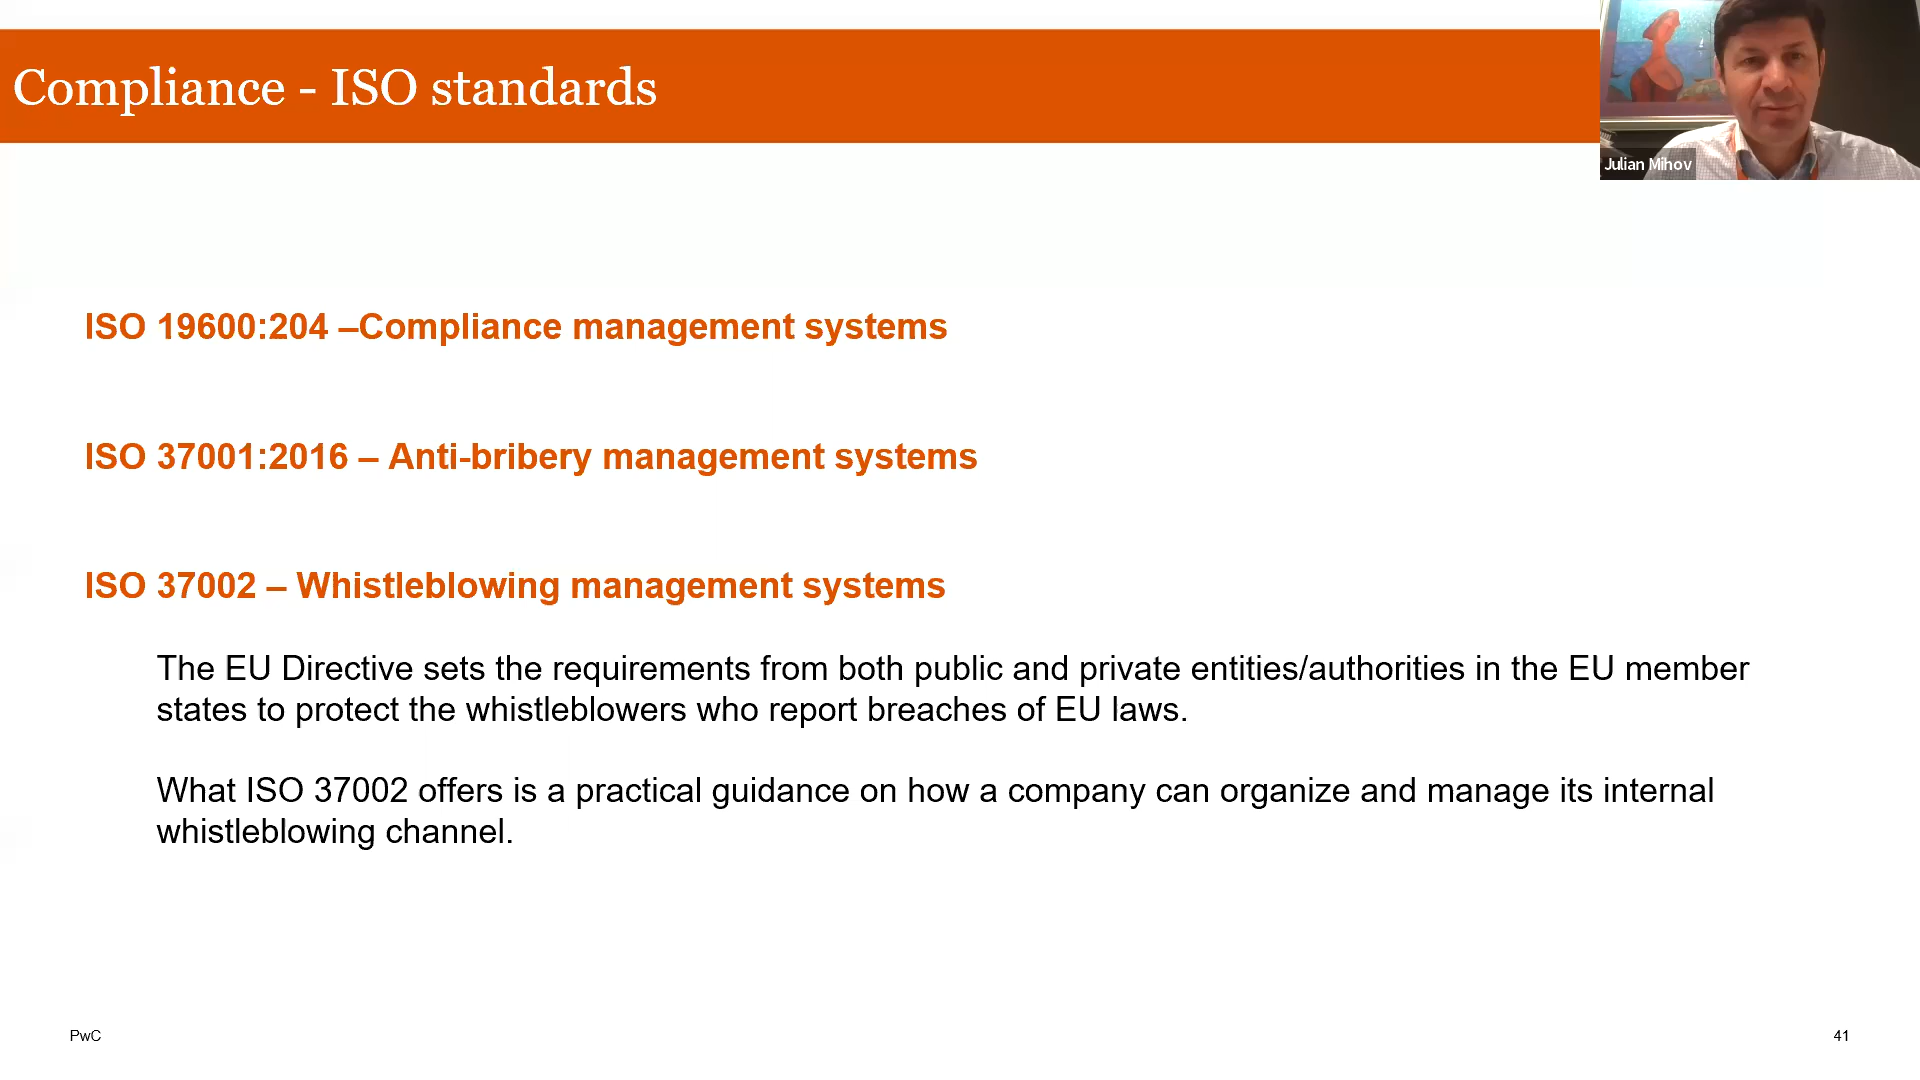 Compliance - ISO standards
Julian Mihov
ISO 19600:204 –Compliance management systems
ISO 37001:2016 – Anti-bribery management systems
ISO 37002 – Whistleblowing management systems
The EU Directive sets the requirements from both public and private entities/authorities in the EU member
states to protect the whistleblowers who report breaches of EU laws.
What ISO 37002 offers is a practical guidance on how a company can organize and manage its internal
whistleblowing channel.
PwC
41